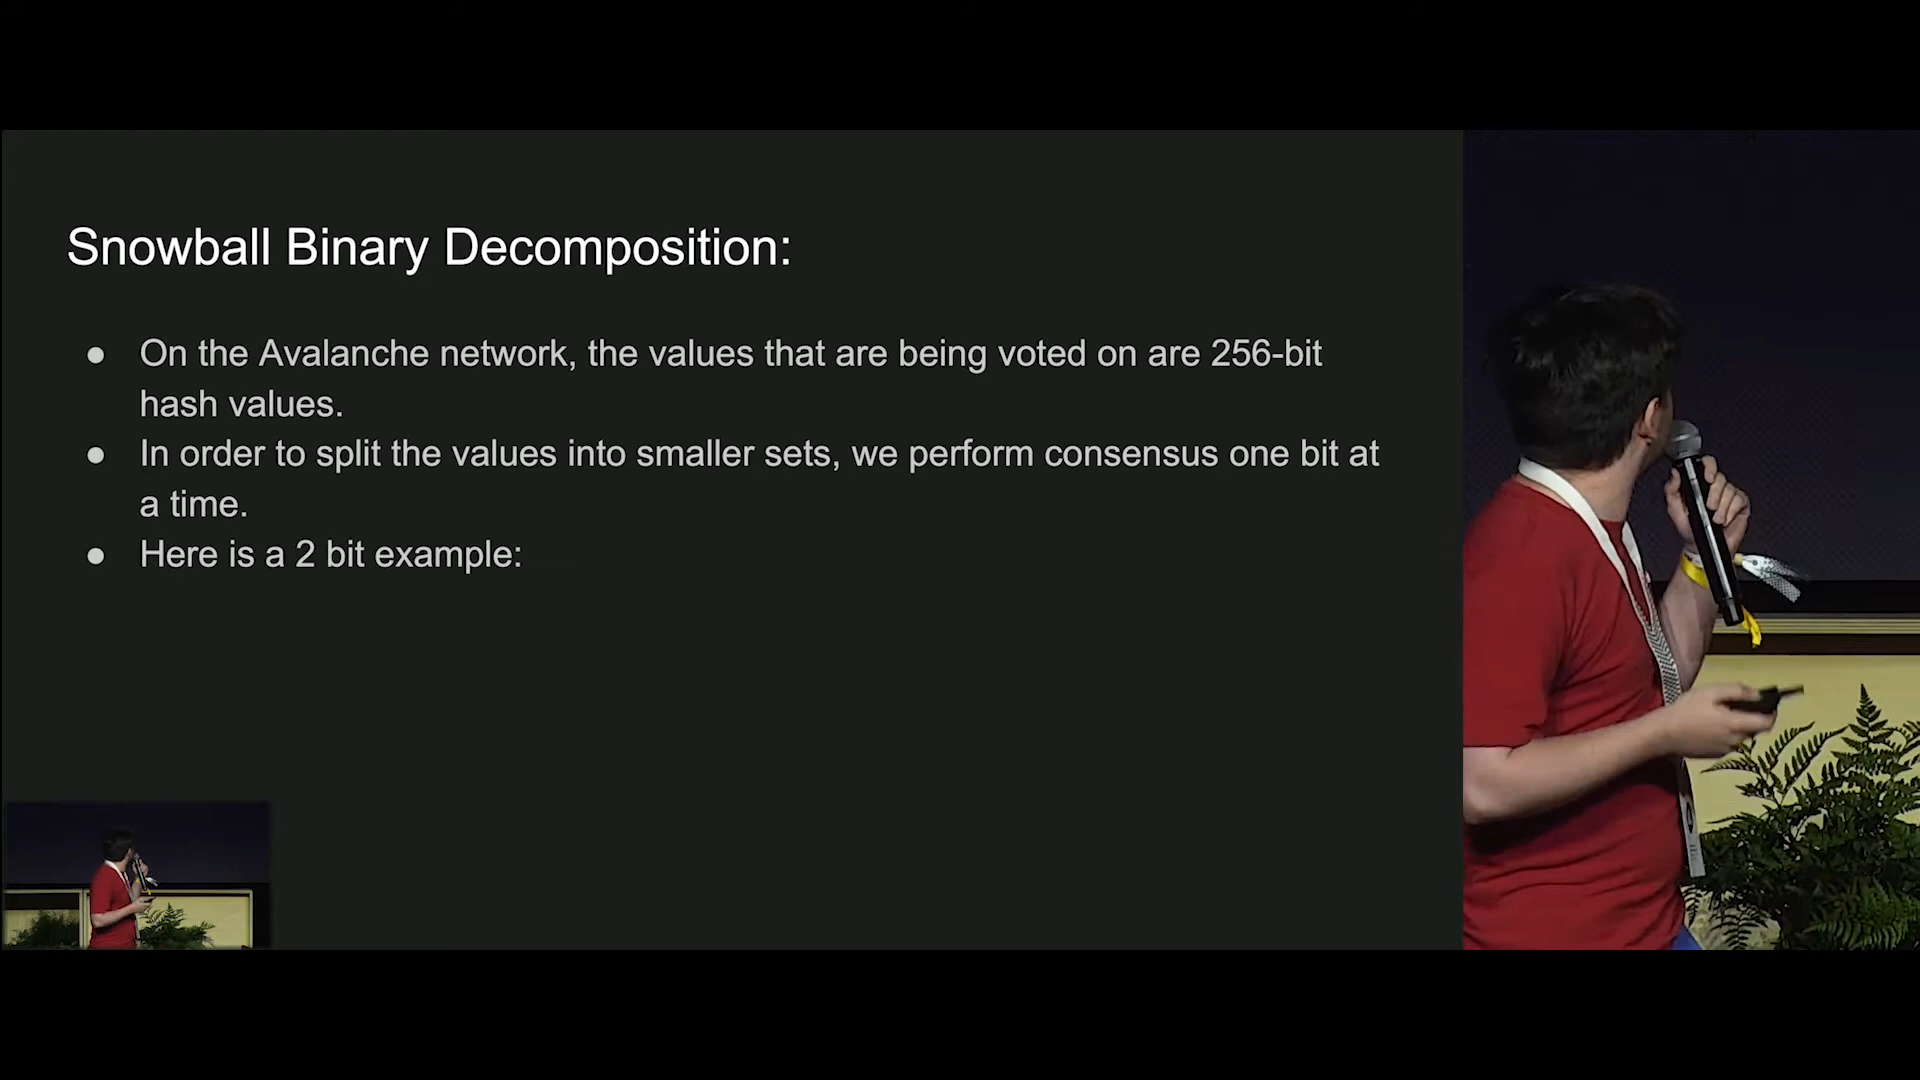 Snowball Binary Decomposition:
● On the Avalanche network, the values that are being voted on are 256-bit
hash values.
● In order to split the values into smaller sets, we perform consensus one bit at
a time.
● Here is a 2 bit example: